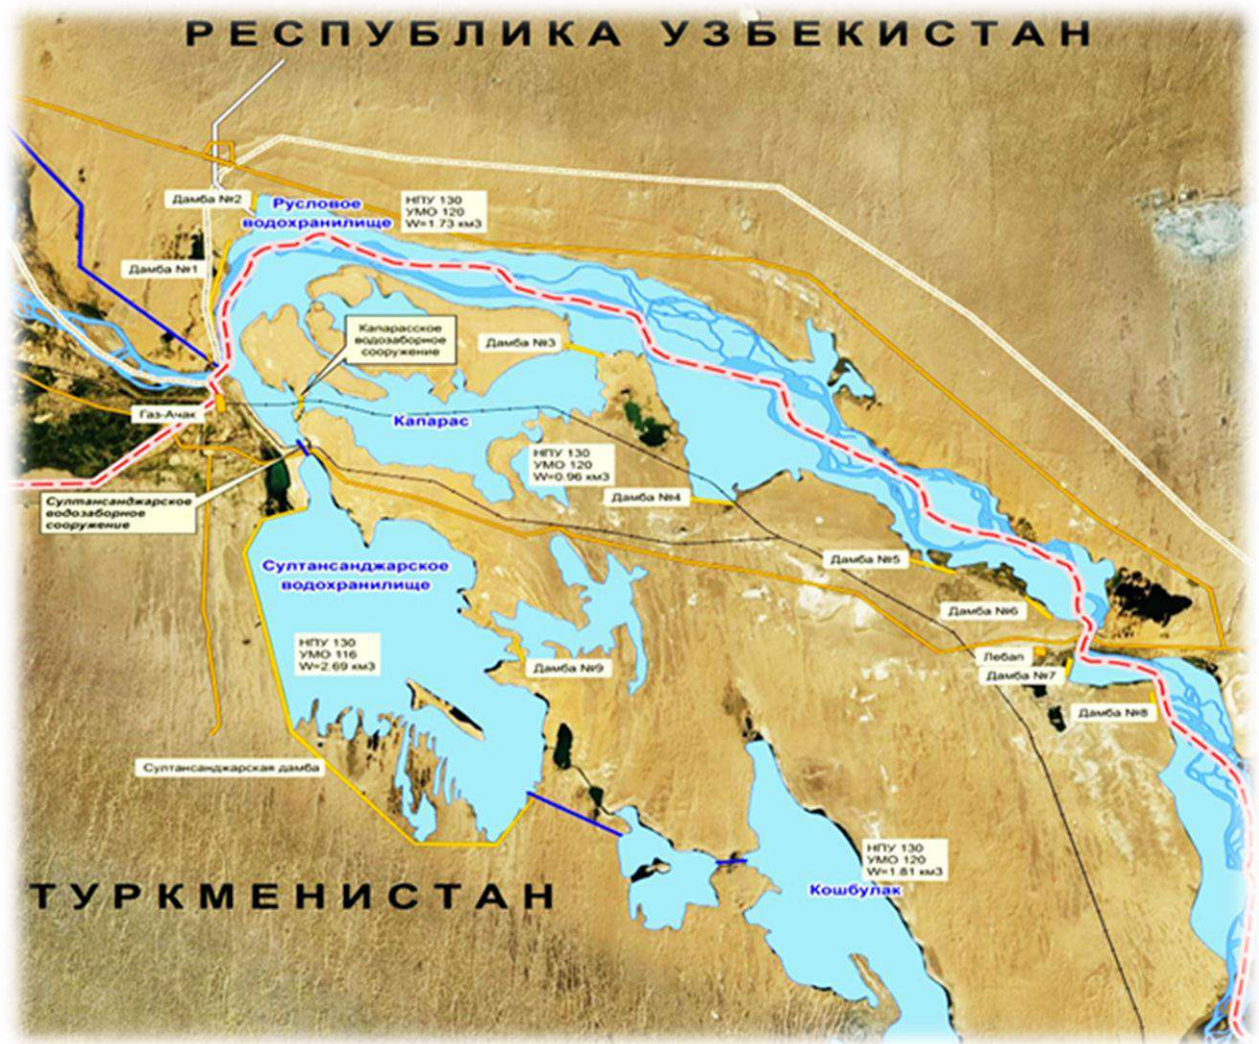 РЕСПУБЛИКА УЗБЕКИСТАН
Дамба №2
Русловое
водохранилище
НПУ 130
УМО 120
W=1.73 км3
Дамба №1
Капарасское
водозаборное
сооружение
Дамба №3
Газ-Ачак
Капарас
НПУ 130
УМО 120
W=0.96 км3
Дамба №4
Султансанджарское
водозаборное
сооружение
Дамба №5
Султансанджарское
водохранилище
Дамба №6
НПУ 130
УМО 116
W=2.69 км3
Дамба №9
Лебап
Дамба №7
Дамба №8
Султансанджарская дамба
НПУ 130
УМО 120
W=1.81 км3
Кошбулак
ТУРКМЕНИСТАН